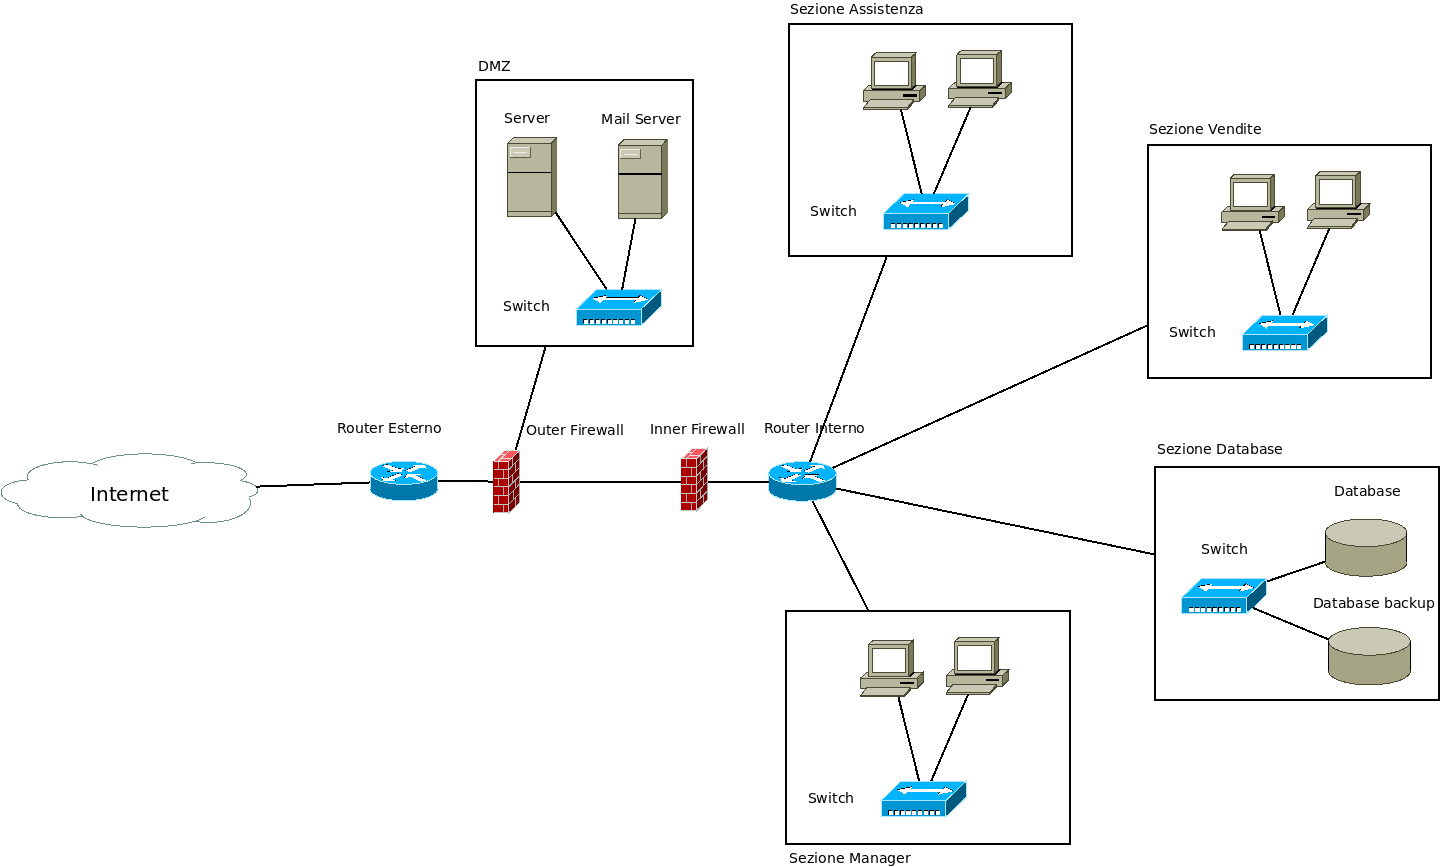 Sezione Assistenza
Switch
DMZ
Server
Mail Server
Switch
Sezione Vendite
Switch
Internet
Router Esterno
Outer Firewall
Inner Firewall
Router Interno
Sezione Database
Database
Switch
Database backup
Switch
Sezione Manager